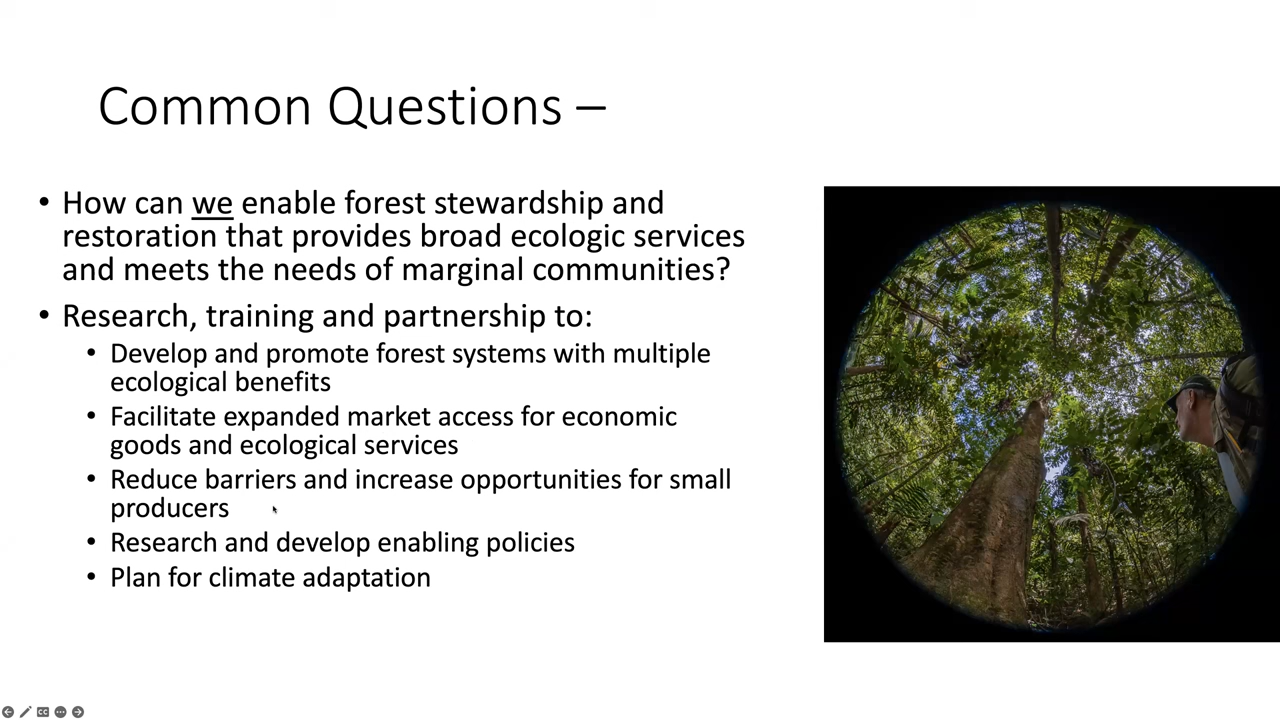 Common Questions –
• How can we enable forest stewardship and
restoration that provides broad ecologic services
and meets the needs of marginal communities?
• Research, training and partnership to:
• Develop and promote forest systems with multiple
ecological benefits
• Facilitate expanded market access for economic
goods and ecological services
• Reduce barriers and increase opportunities for small
producers
• Research and develop enabling policies
• Plan for climate adaptation
CC